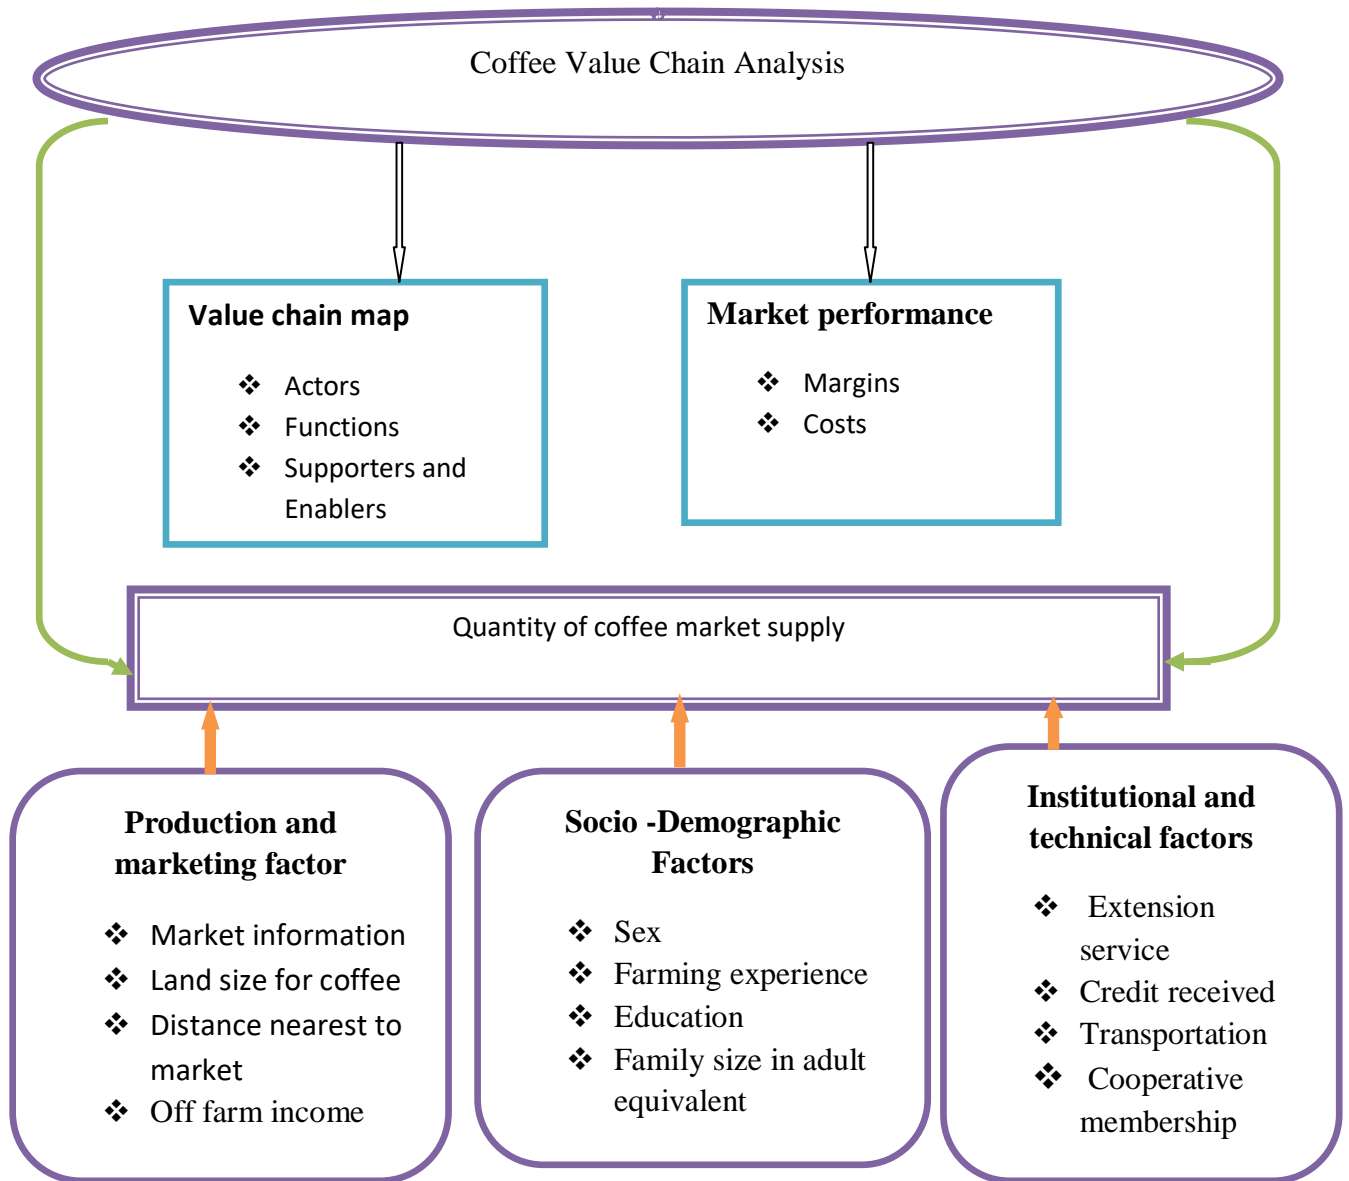 Coffee Value Chain Analysis
Value chain map
❖ Actors
❖ Functions
❖ Supporters and
Enablers
Market performance
❖ Margins
❖ Costs
Quantity of coffee market supply
Production and
marketing factor
❖ Market information
❖ Land size for coffee
❖ Distance nearest to
market
❖ Off farm income
Socio -Demographic
Factors
❖ Sex
❖ Farming experience
❖ Education
❖ Family size in adult
equivalent
Institutional and
technical factors
❖ Extension
service
❖ Credit received
❖ Transportation
❖ Cooperative
membership